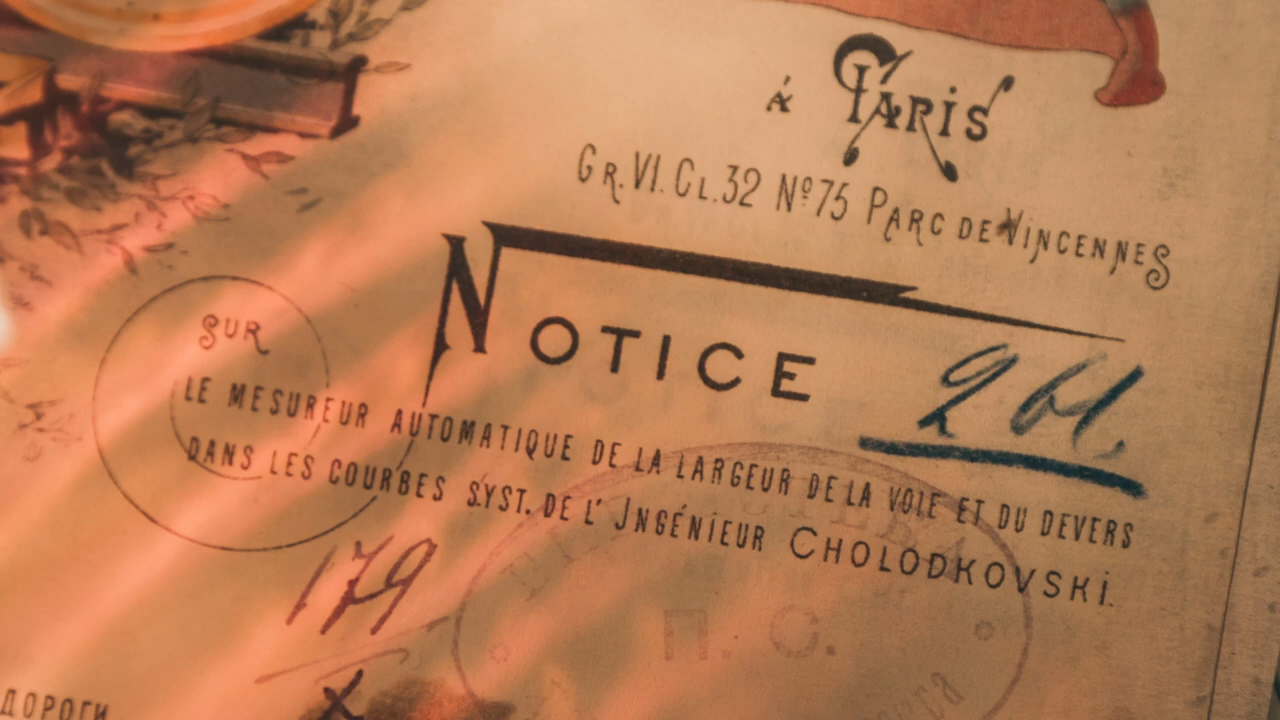 á PARIS
GR. VI. CL. 32 Nº 75 PARC DE VINCENNES
NOTICE 261.
SUR
LE MESUREUR AUTOMATIQUE DE LA LARGEUR DE LA VOIE ET DU DEVERS
DANS LES COURBES SYST. DE L' INGÉNIEUR CHOLODKOVSKI.
179
П. С.
ДОРОГИ